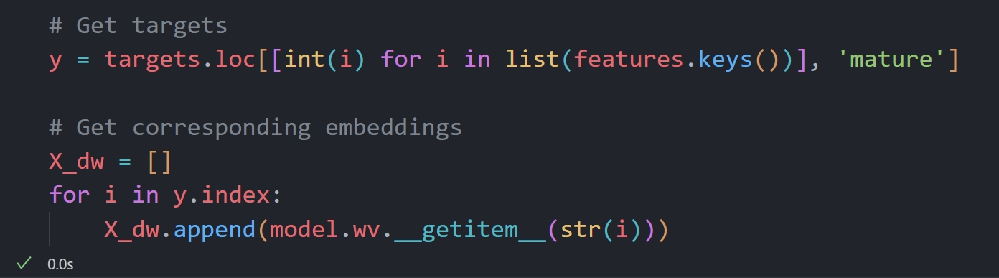 # Get targets
y = targets.loc[[int(i) for i in list(features.keys())], 'mature']
# Get corresponding embeddings
X_dw = []
for i in y.index:
    X_dw.append(model.wv.__getitem__(str(i)))
0.0s